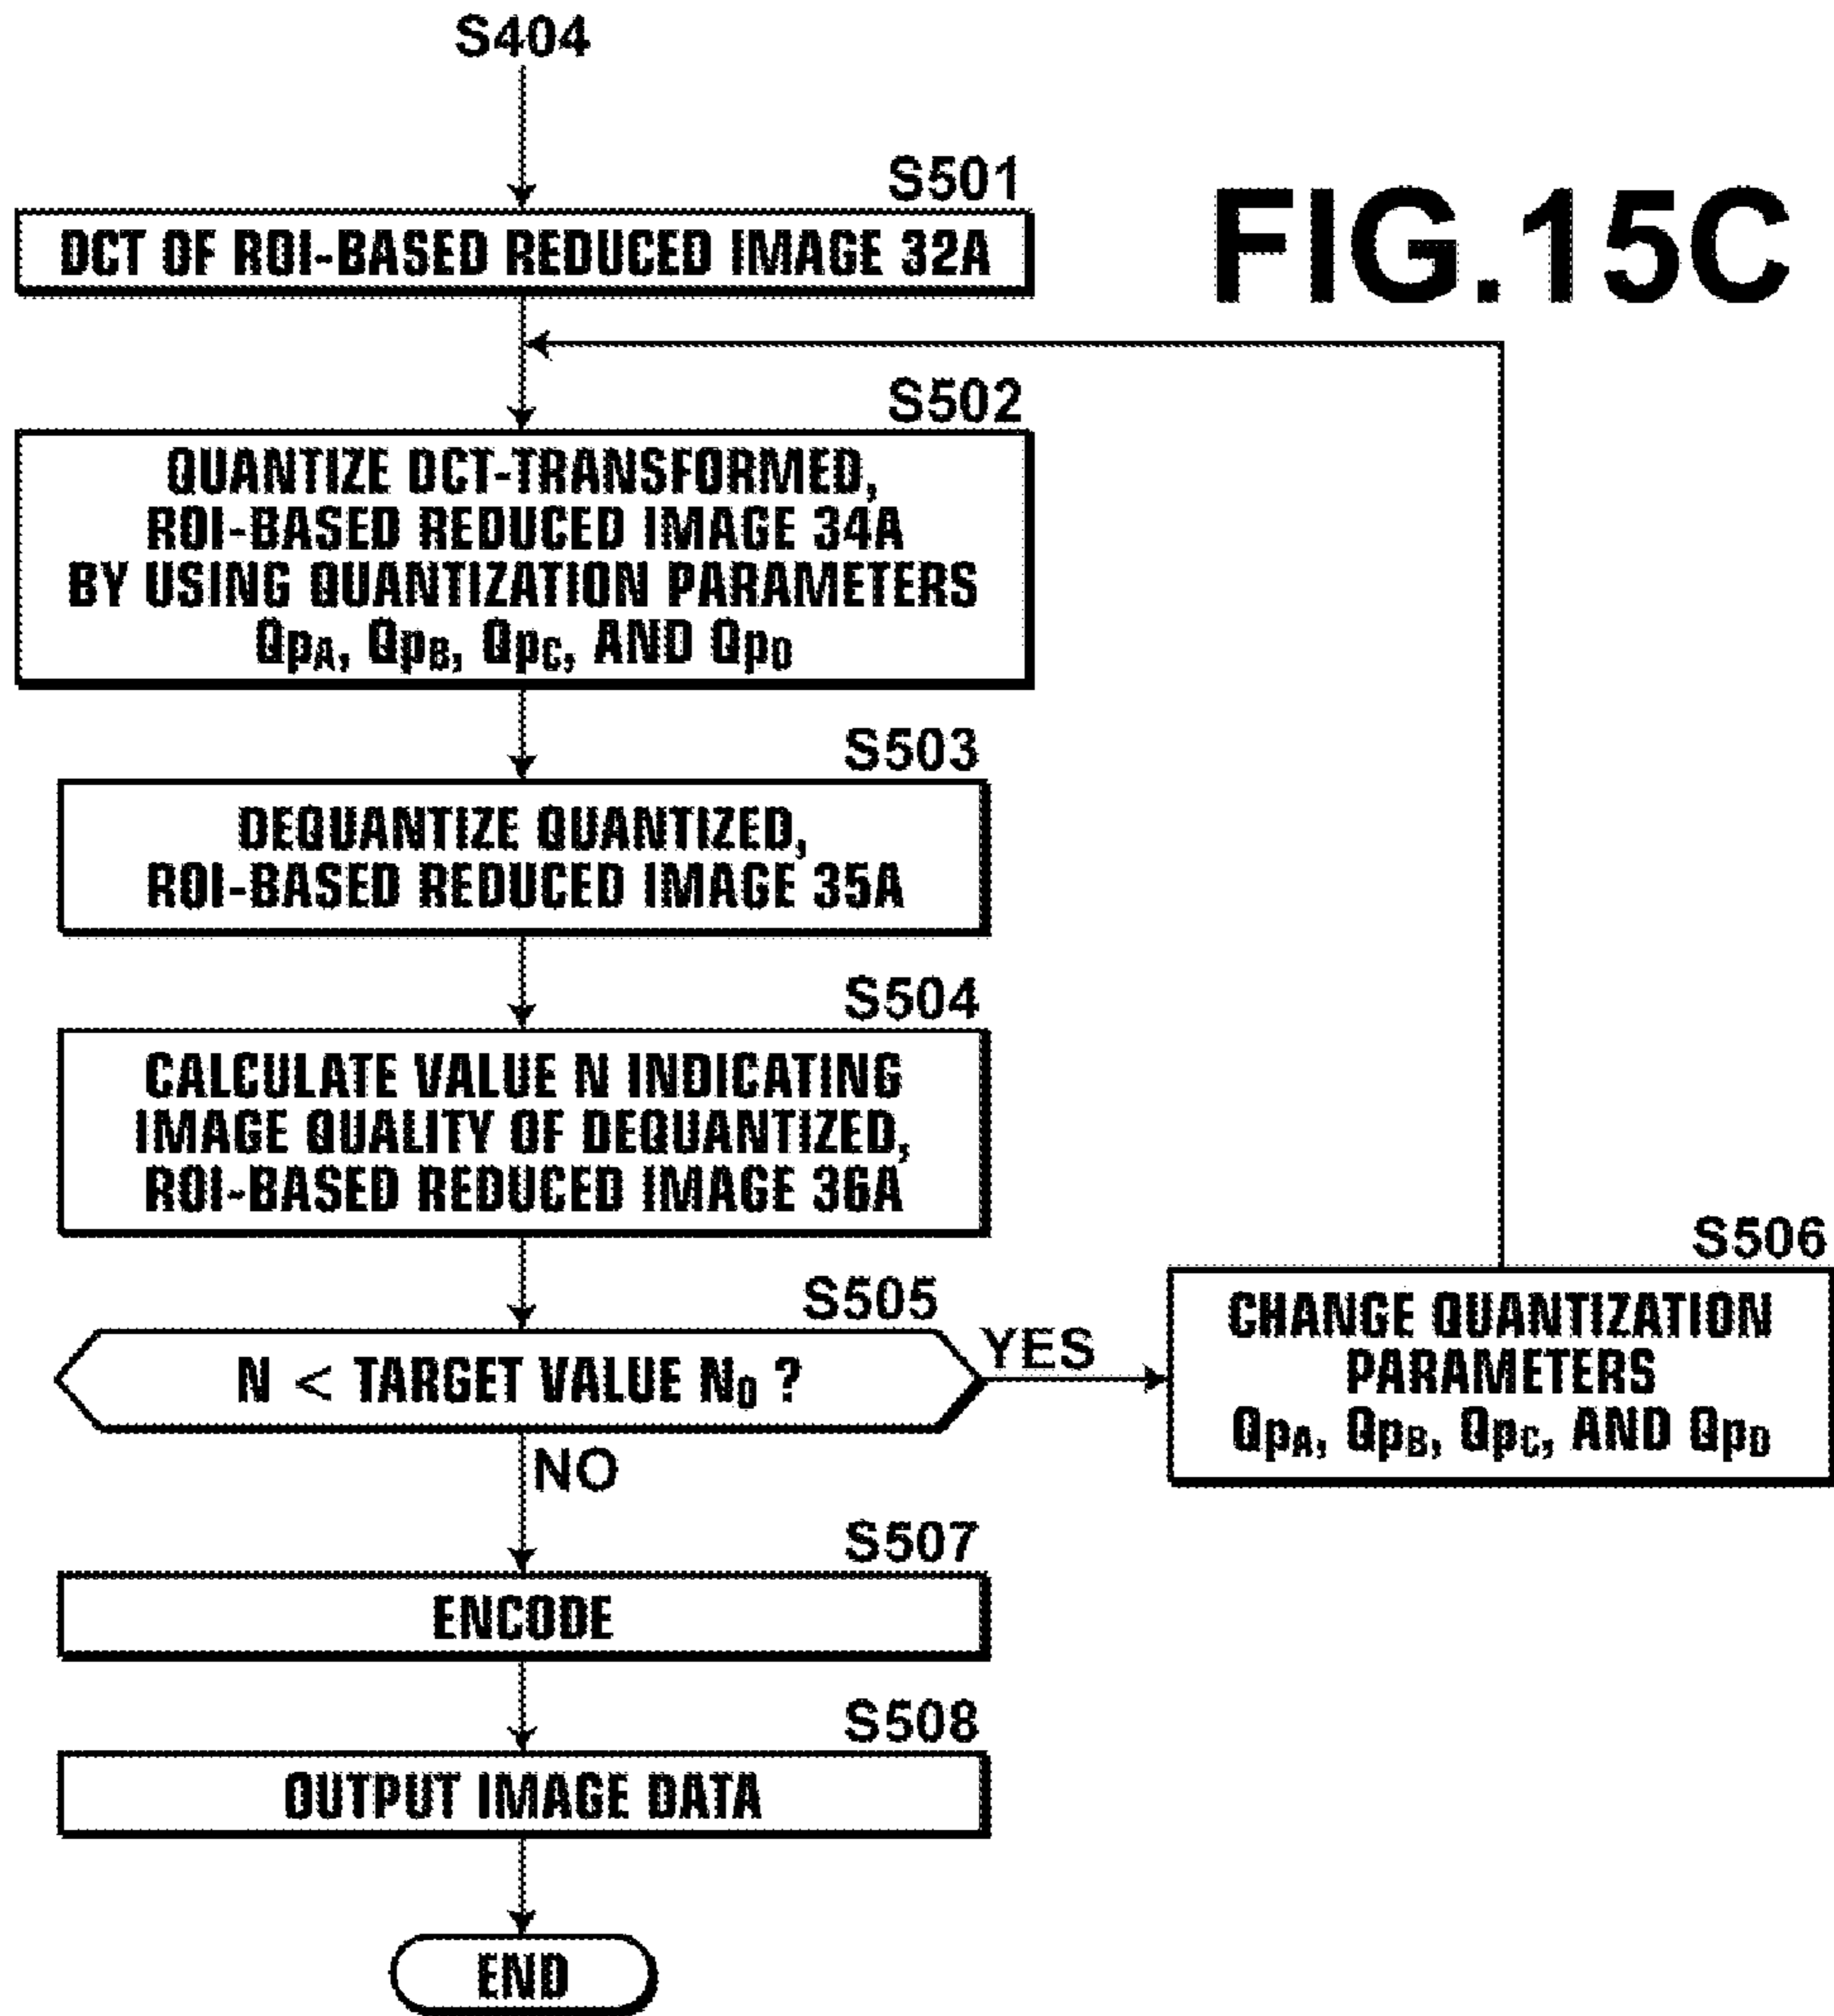 S404
S501
FIG.15C
DCT OF ROI-BASED REDUCED IMAGE 32A
S502
QUANTIZE DCT-TRANSFORMED,
ROI-BASED REDUCED IMAGE 34A
BY USING QUANTIZATION PARAMETERS
QpA, QpB, QpC, AND QpD
S503
DEQUANTIZE QUANTIZED,
ROI-BASED REDUCED IMAGE 35A
S504
CALCULATE VALUE N INDICATING
IMAGE QUALITY OF DEQUANTIZED,
ROI-BASED REDUCED IMAGE 36A
S505
N < TARGET VALUE N0 ?
YES
S506
CHANGE QUANTIZATION
PARAMETERS
QpA, QpB, QpC, AND QpD
NO
S507
ENCODE
S508
OUTPUT IMAGE DATA
END